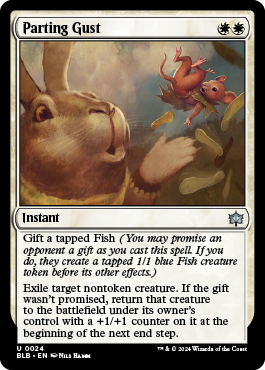 Parting Gust
Instant
Gift a tapped Fish (You may promise an
opponent a gift as you cast this spell. If you
do, they create a tapped 1/1 blue Fish creature
token before its other effects.)
Exile target nontoken creature. If the gift
wasn't promised, return that creature
to the battlefield under its owner's
control with a +1/+1 counter on it at the
beginning of the next end step.
U 0024
BLB • EN Nils Hamm
™ & © 2024 Wizards of the Coast